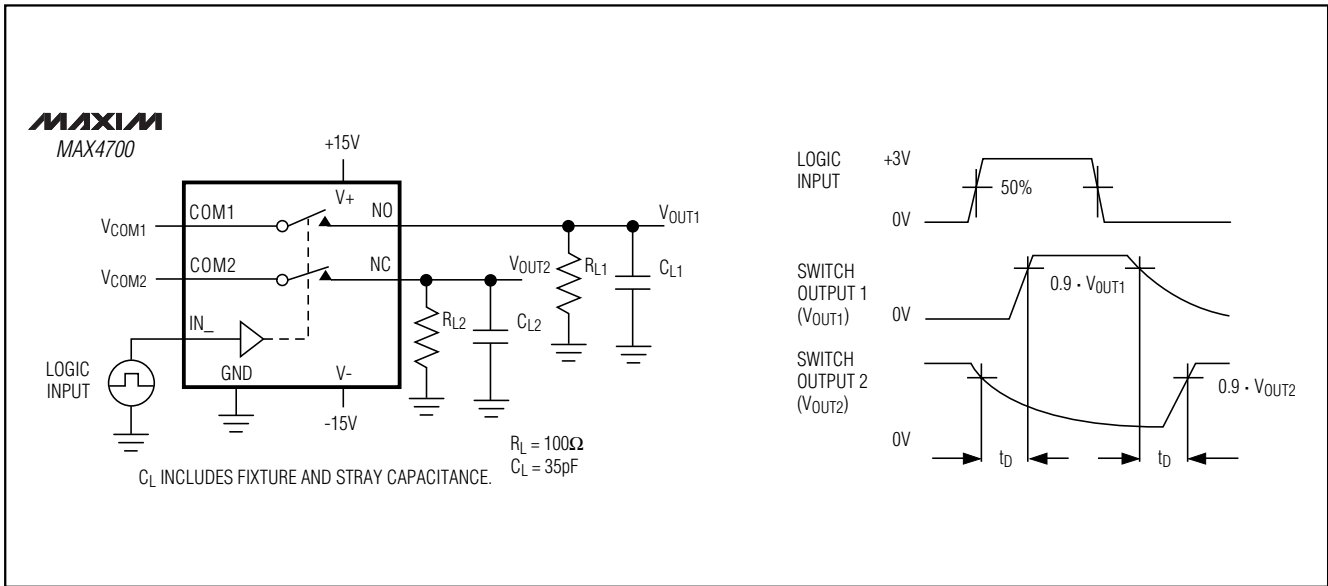 MAXIM
MAX4700
+15V
V+
COM1
NO
VCOM1
VOUT1
COM2
NC
VCOM2
VOUT2
RL1
CL1
RL2
CL2
IN_
LOGIC
INPUT
GND
V-
-15V
RL = 100Ω
CL = 35pF
CL INCLUDES FIXTURE AND STRAY CAPACITANCE.
LOGIC
INPUT
+3V
50%
0V
SWITCH
OUTPUT 1
(VOUT1)
0.9 · VOUT1
0V
SWITCH
OUTPUT 2
(VOUT2)
0.9 · VOUT2
0V
tD
tD